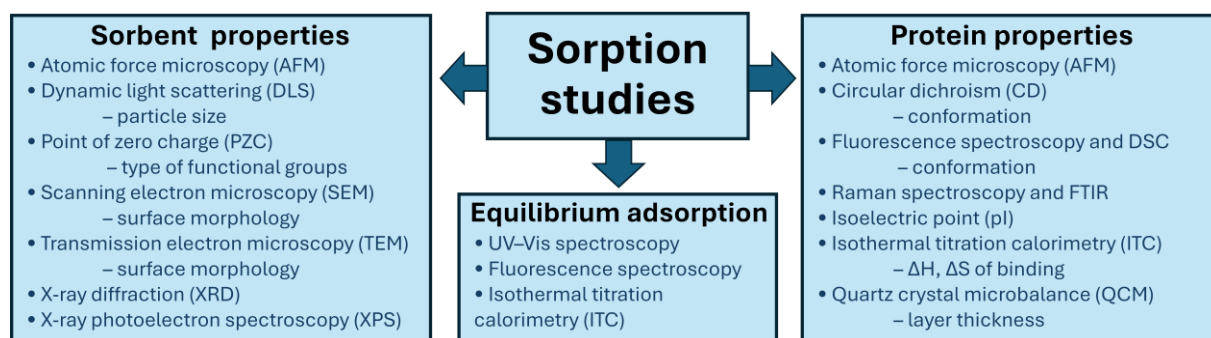 Sorbent properties
• Atomic force microscopy (AFM)
• Dynamic light scattering (DLS)
– particle size
• Point of zero charge (PZC)
– type of functional groups
• Scanning electron microscopy (SEM)
– surface morphology
• Transmission electron microscopy (TEM)
– surface morphology
• X-ray diffraction (XRD)
• X-ray photoelectron spectroscopy (XPS)
Sorption
studies
Equilibrium adsorption
• UV–Vis spectroscopy
• Fluorescence spectroscopy
• Isothermal titration
calorimetry (ITC)
Protein properties
• Atomic force microscopy (AFM)
• Circular dichroism (CD)
– conformation
• Fluorescence spectroscopy and DSC
– conformation
• Raman spectroscopy and FTIR
• Isoelectric point (pI)
• Isothermal titration calorimetry (ITC)
– ΔH, ΔS of binding
• Quartz crystal microbalance (QCM)
– layer thickness